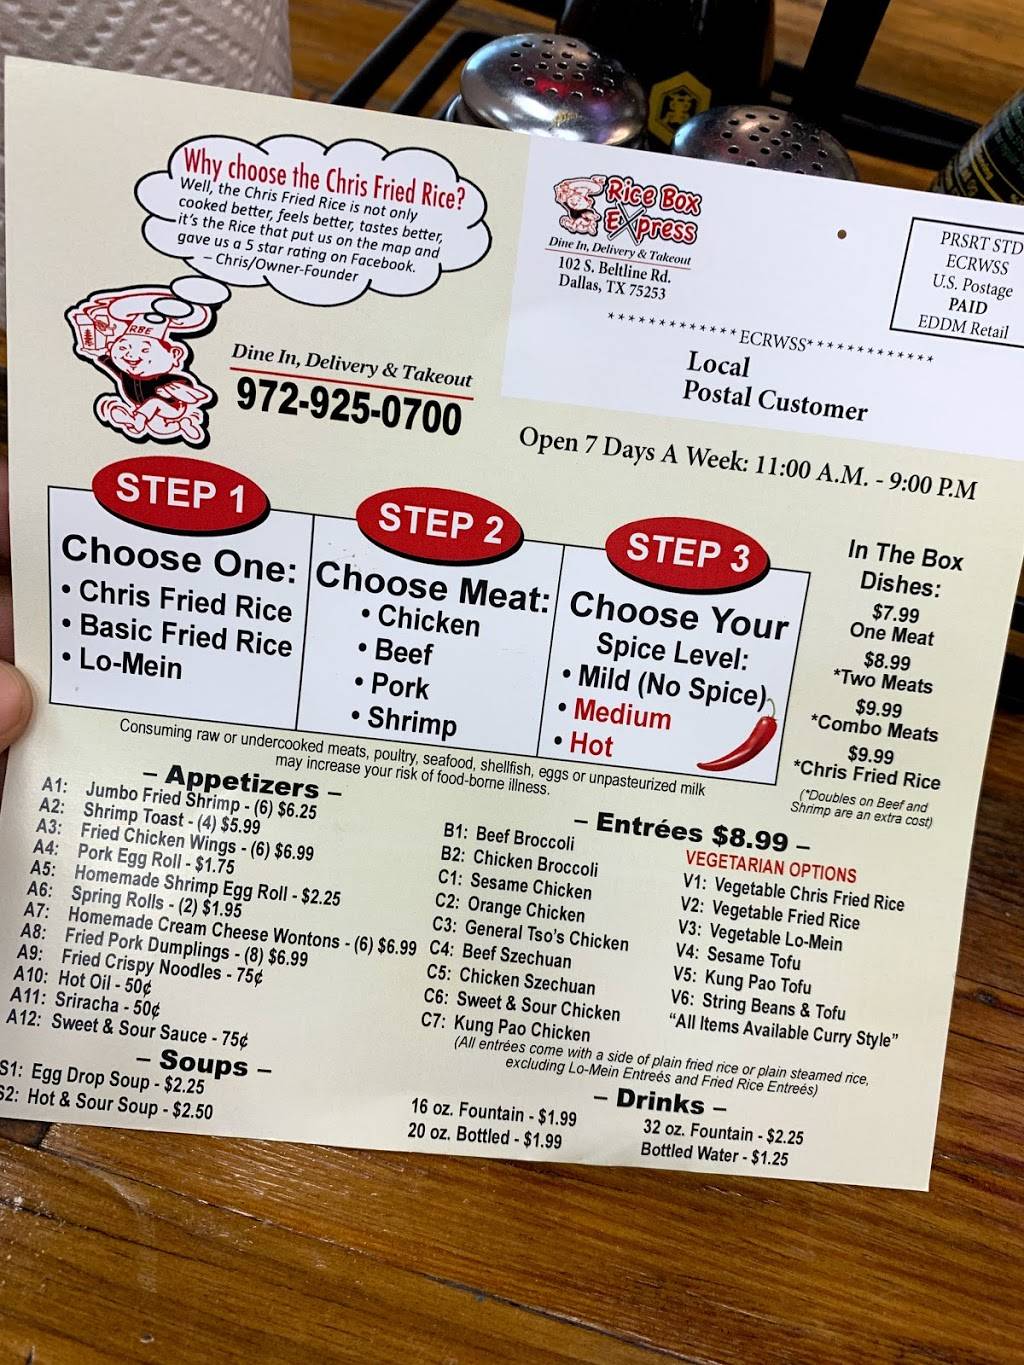 Why choose the Chris Fried Rice?
Well, the Chris Fried Rice is not only
cooked better, feels better, tastes better,
it's the Rice that put us on the map and
gave us a 5 star rating on Facebook.
– Chris/Owner-Founder
RBE
Dine In, Delivery & Takeout
972-925-0700
Rice Box
Express
Dine In, Delivery & Takeout
102 S. Beltline Rd.
Dallas, TX 75253
PRSRT STD
ECRWSS
U.S. Postage
PAID
EDDM Retail
*************ECRWSS*************
Local
Postal Customer
Open 7 Days A Week: 11:00 A.M. - 9:00 P.M
STEP 1
Choose One:
• Chris Fried Rice
• Basic Fried Rice
• Lo-Mein
STEP 2
Choose Meat:
• Chicken
• Beef
• Pork
• Shrimp
STEP 3
Choose Your
Spice Level:
• Mild (No Spice)
• Medium
• Hot
In The Box
Dishes:
$7.99
One Meat
$8.99
*Two Meats
$9.99
*Combo Meats
$9.99
*Chris Fried Rice
(*Doubles on Beef and
Shrimp are an extra cost)
Consuming raw or undercooked meats, poultry, seafood, shellfish, eggs or unpasteurized milk
may increase your risk of food-borne illness.
– Appetizers –
A1: Jumbo Fried Shrimp - (6) $6.25
A2: Shrimp Toast - (4) $5.99
A3: Fried Chicken Wings - (6) $6.99
A4: Pork Egg Roll - $1.75
A5: Homemade Shrimp Egg Roll - $2.25
A6: Spring Rolls - (2) $1.95
A7: Homemade Cream Cheese Wontons - (6) $6.99
A8: Fried Pork Dumplings - (8) $6.99
A9: Fried Crispy Noodles - 75¢
A10: Hot Oil - 50¢
A11: Sriracha - 50¢
A12: Sweet & Sour Sauce - 75¢
– Soups –
S1: Egg Drop Soup - $2.25
S2: Hot & Sour Soup - $2.50
– Entrées $8.99 –
B1: Beef Broccoli
B2: Chicken Broccoli
C1: Sesame Chicken
C2: Orange Chicken
C3: General Tso's Chicken
C4: Beef Szechuan
C5: Chicken Szechuan
C6: Sweet & Sour Chicken
C7: Kung Pao Chicken
VEGETARIAN OPTIONS
V1: Vegetable Chris Fried Rice
V2: Vegetable Fried Rice
V3: Vegetable Lo-Mein
V4: Sesame Tofu
V5: Kung Pao Tofu
V6: String Beans & Tofu
"All Items Available Curry Style"
(All entrées come with a side of plain fried rice or plain steamed rice,
excluding Lo-Mein Entreés and Fried Rice Entreés)
– Drinks –
16 oz. Fountain - $1.99
20 oz. Bottled - $1.99
32 oz. Fountain - $2.25
Bottled Water - $1.25